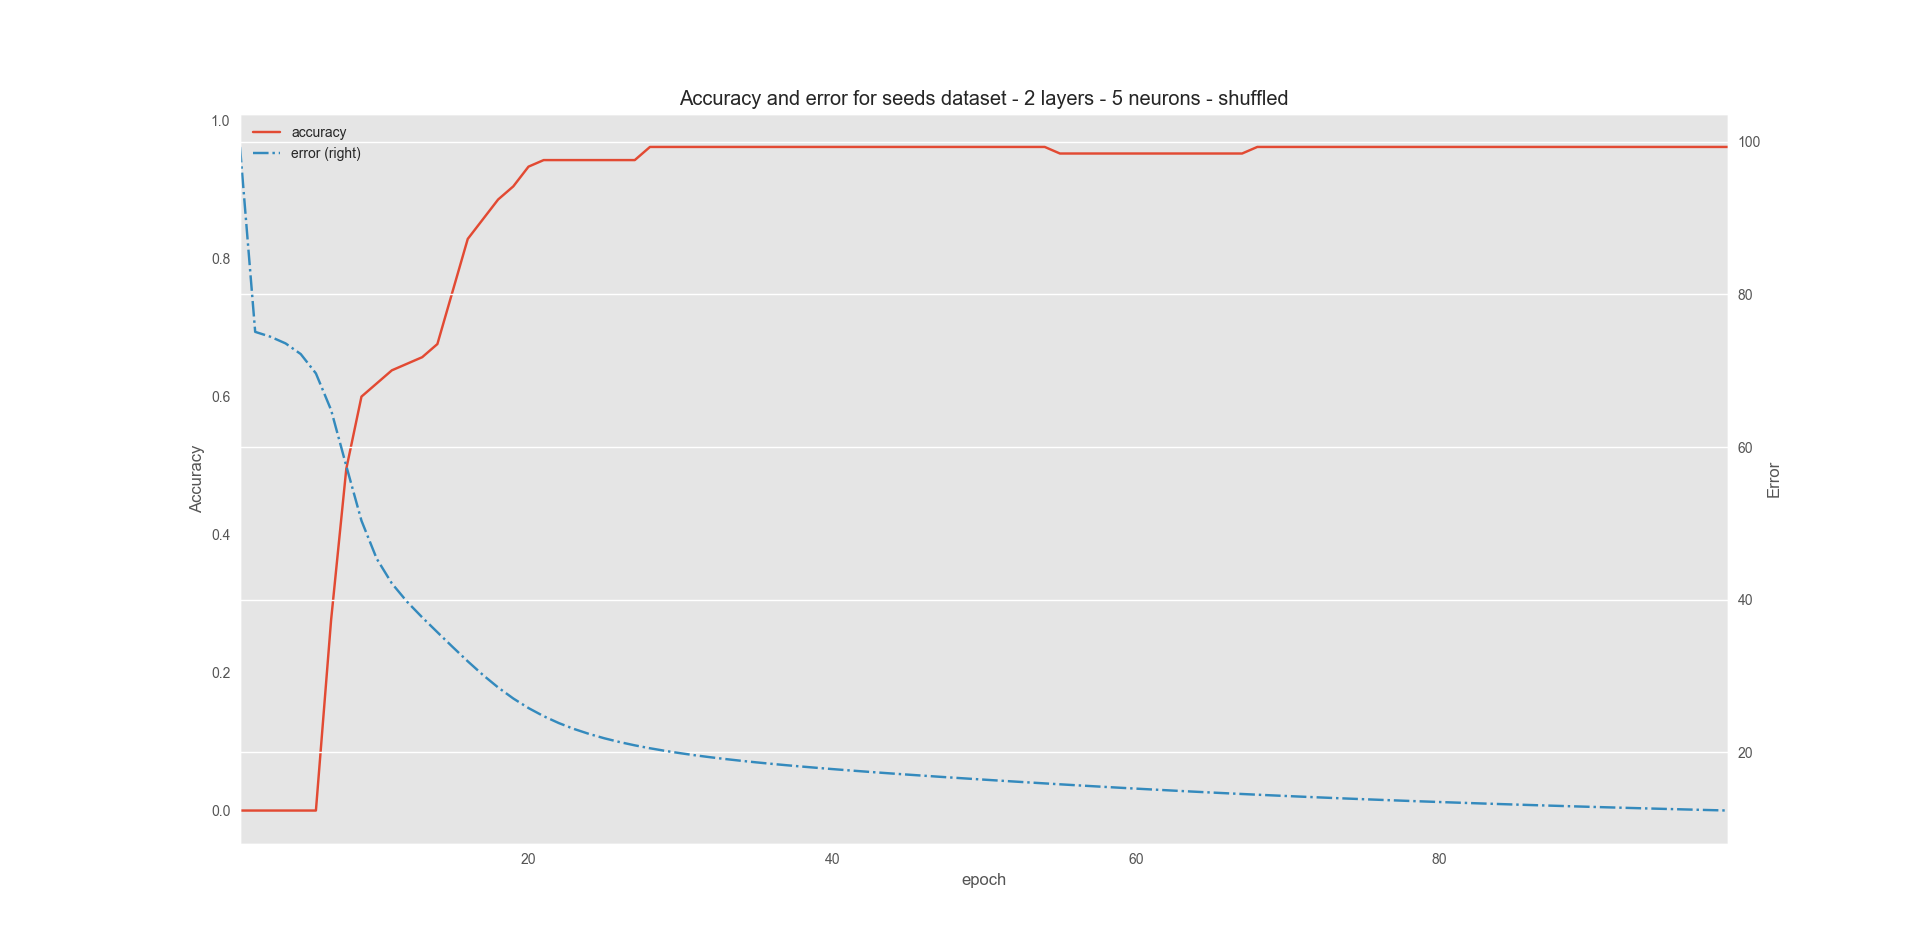 Accuracy and error for seeds dataset - 2 layers - 5 neurons - shuffled
accuracy
error (right)
1.0
0.8
0.6
0.4
0.2
0.0
Accuracy
100
80
60
40
20
Error
20 40 60 80
epoch